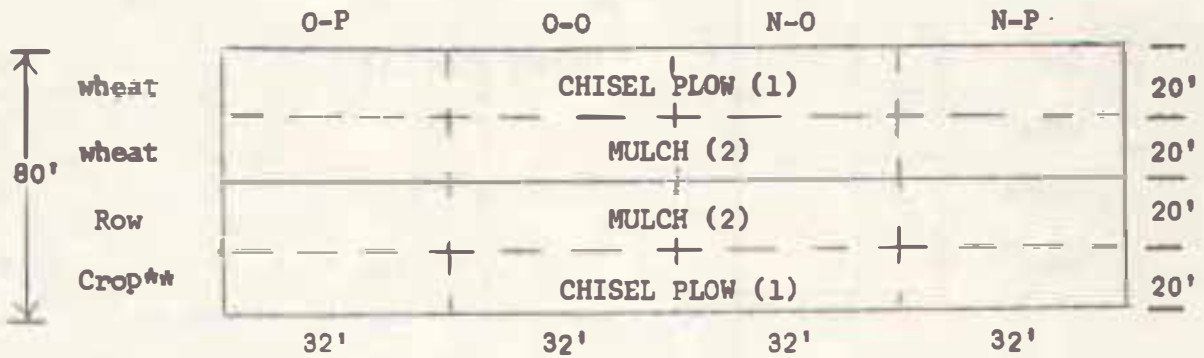 O-P O-O N-O N-P
wheat CHISEL PLOW (1) 20'
wheat MULCH (2) 20'
80'
Row MULCH (2) 20'
Crop** CHISEL PLOW (1) 20'
32' 32' 32' 32'